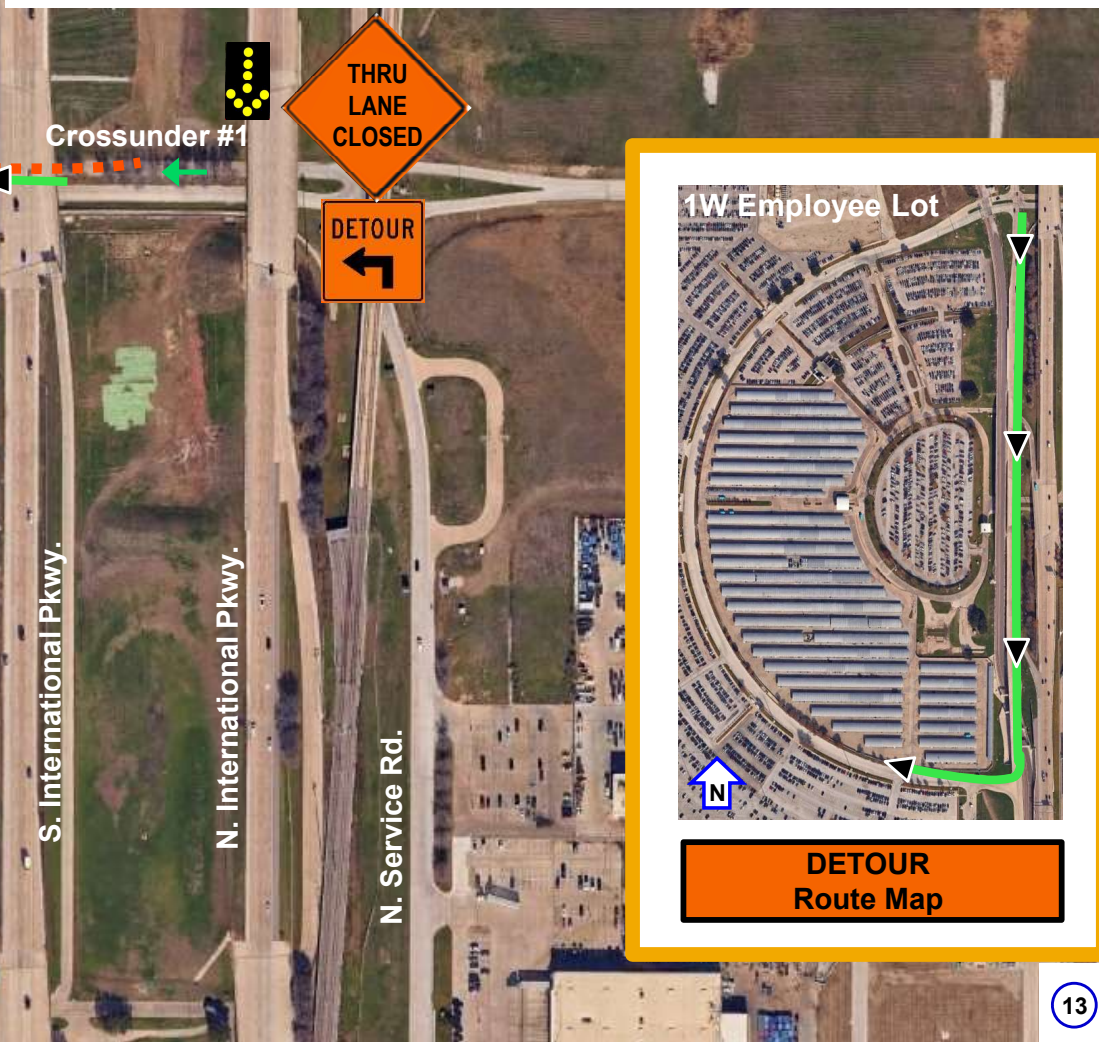 THRU
LANE
CLOSED
Crossunder #1
DETOUR
1W Employee Lot
S. International Pkwy.
N. International Pkwy.
N. Service Rd.
N
DETOUR
Route Map
13